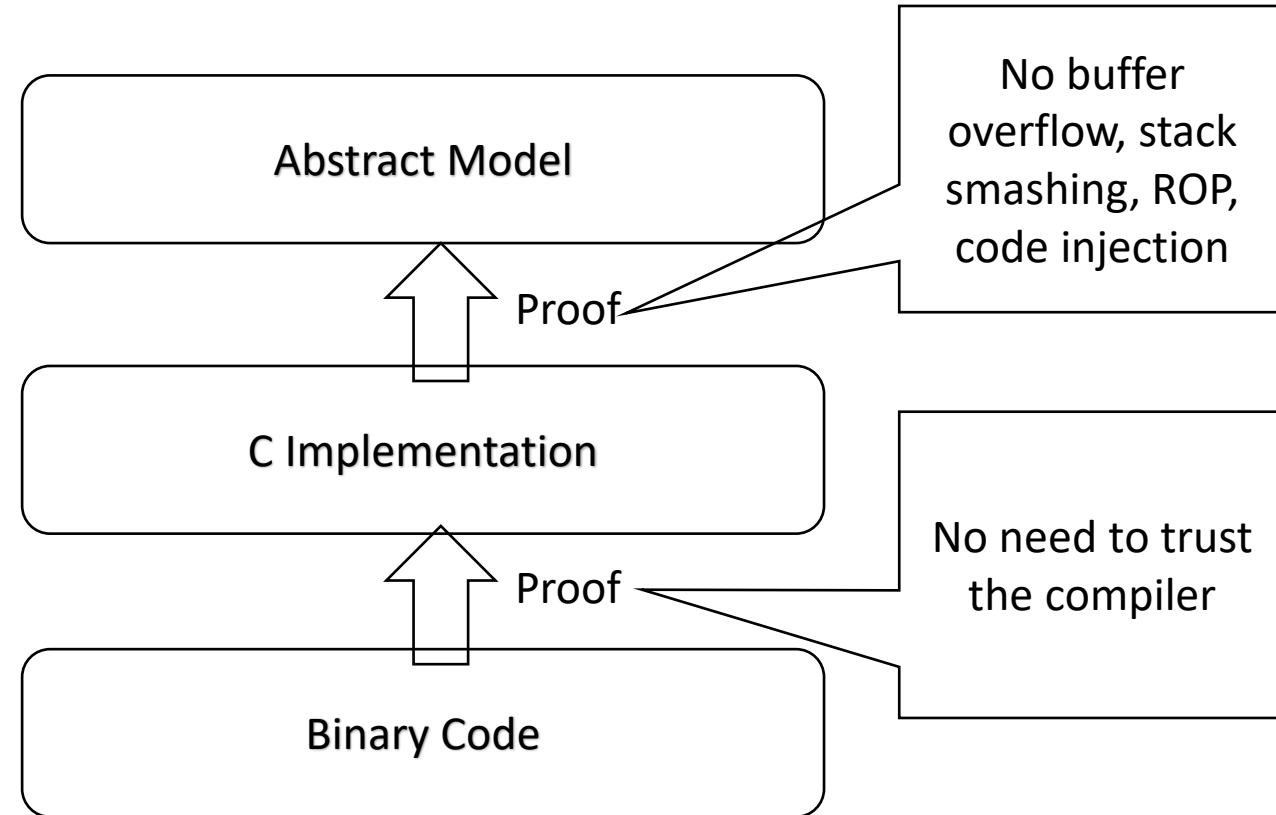 Abstract Model
No buffer
overflow, stack
smashing, ROP,
code injection
Proof
C Implementation
No need to trust
the compiler
Proof
Binary Code